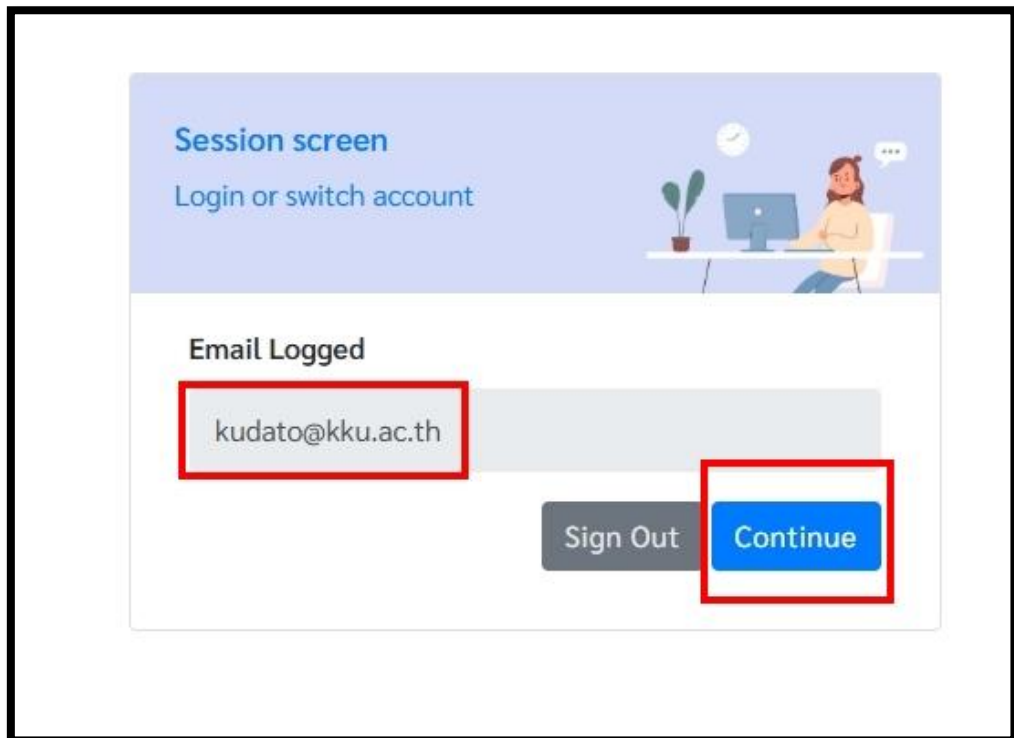 Session screen
Login or switch account
Email Logged
kudato@kku.ac.th
Sign Out
Continue